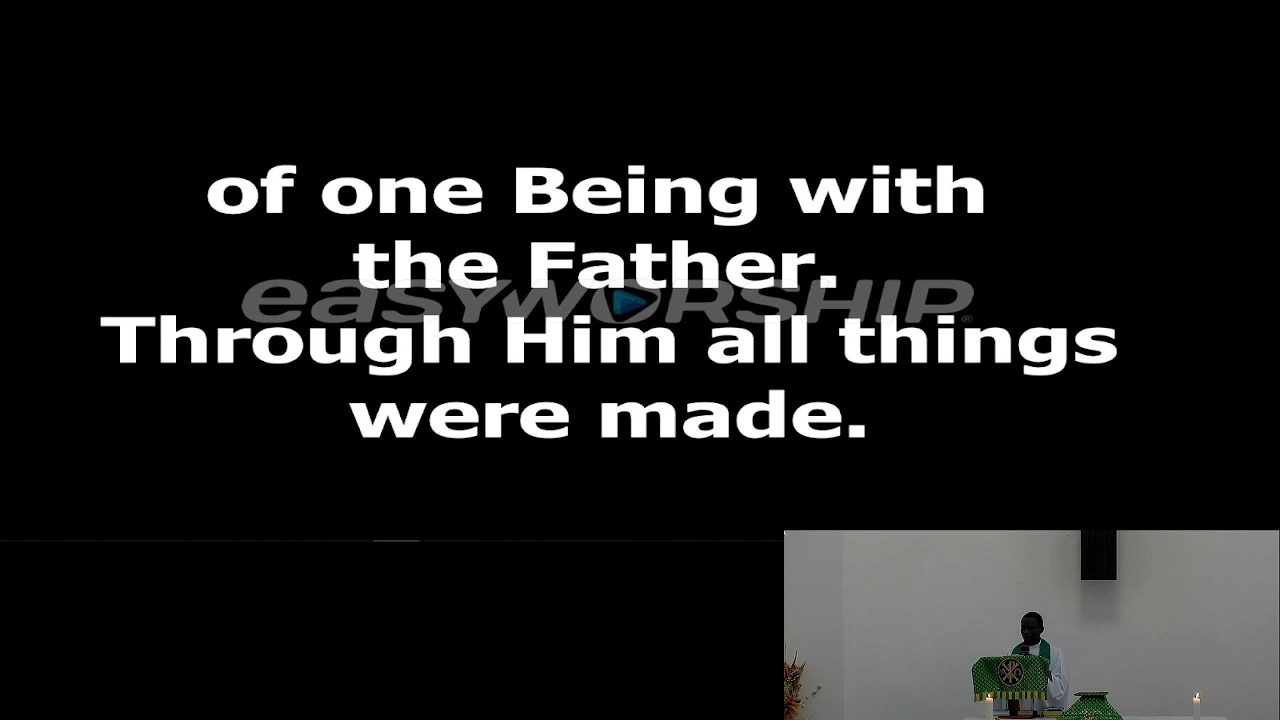 of one Being with
the Father.
easyWORSHIP®
Through Him all things
were made.